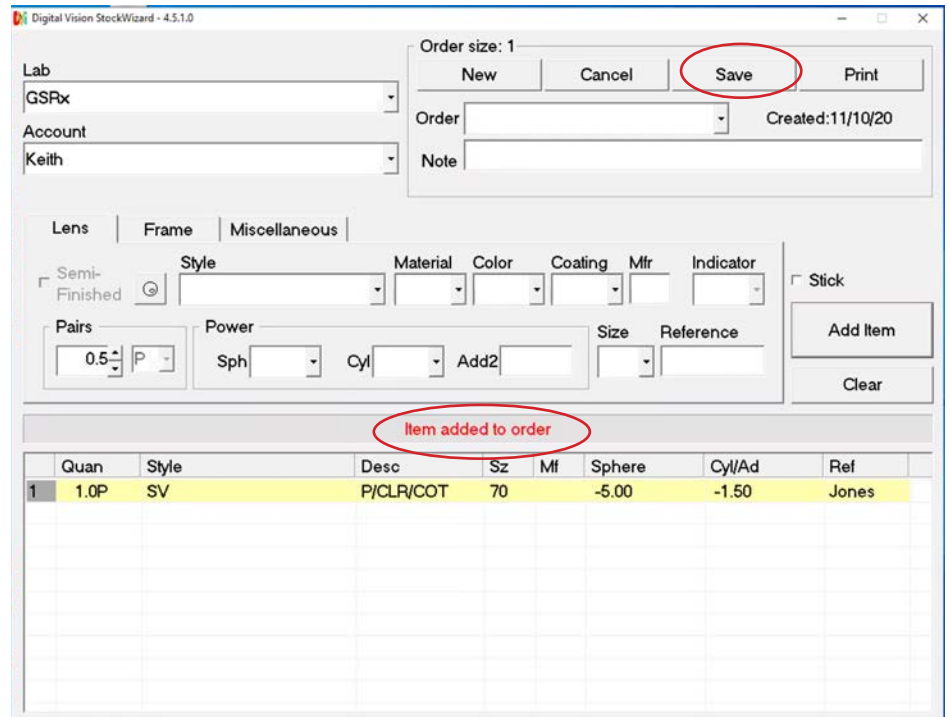 Digital Vision StockWizard - 4.5.1.0
Lab
GSRx
Account
Keith
Order size: 1
New Cancel Save Print
Order Created:11/10/20
Note
Lens Frame Miscellaneous
Semi-Finished
Style Material Color Coating Mfr Indicator
Stick
Pairs Power Size Reference
0.5 P Sph Cyl Add2
Add Item
Clear
Item added to order
Quan Style Desc Sz Mf Sphere Cyl/Ad Ref
1 1.0P SV P/CLR/COT 70 -5.00 -1.50 Jones